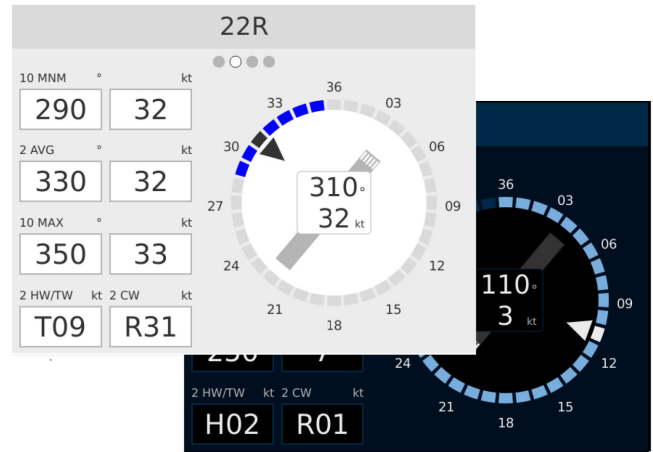 22R
10 MNM ° kt
290 32
2 AVG ° kt
330 32
10 MAX ° kt
350 33
2 HW/TW kt 2 CW kt
T09 R31
36
33 03
30 06
310°
32 kt
27 09
24 12
21 15
18
36
03
06
110°
3 kt
09
24 12
21 15
18
2 HW/TW kt 2 CW kt
H02 R01